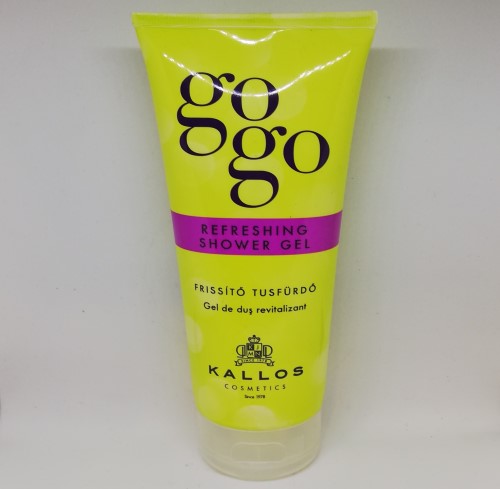 go
go
REFRESHING
SHOWER GEL
FRISSÍTŐ TUSFÜRDŐ
Gel de duş revitalizant
KALLOS
COSMETICS
Since 1978